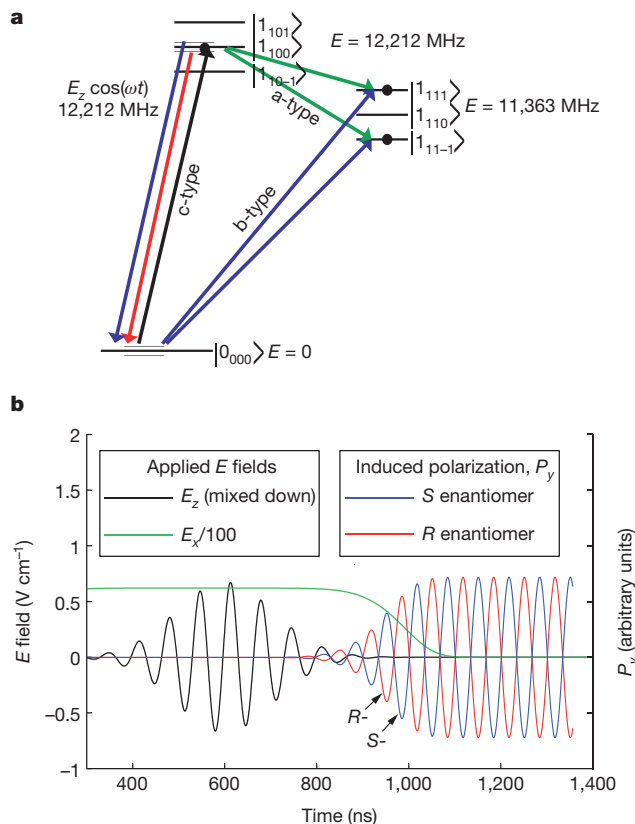 a
|1₁₀₁⟩
|1₁₀₀⟩
|1₁₀₋₁⟩
E = 12,212 MHz
E_z cos(ωt)
12,212 MHz
a-type
|1₁₁₁⟩
|1₁₁₀⟩
|1₁₁₋₁⟩
E = 11,363 MHz
c-type
b-type
|0₀₀₀⟩ E = 0
b
2
1.5
1
0.5
0
–0.5
–1
E field (V cm⁻¹)
Applied E fields
E_z (mixed down)
E_x/100
Induced polarization, P_y
S enantiomer
R enantiomer
R-
S-
P_y (arbitrary units)
400
600
800
1,000
1,200
1,400
Time (ns)